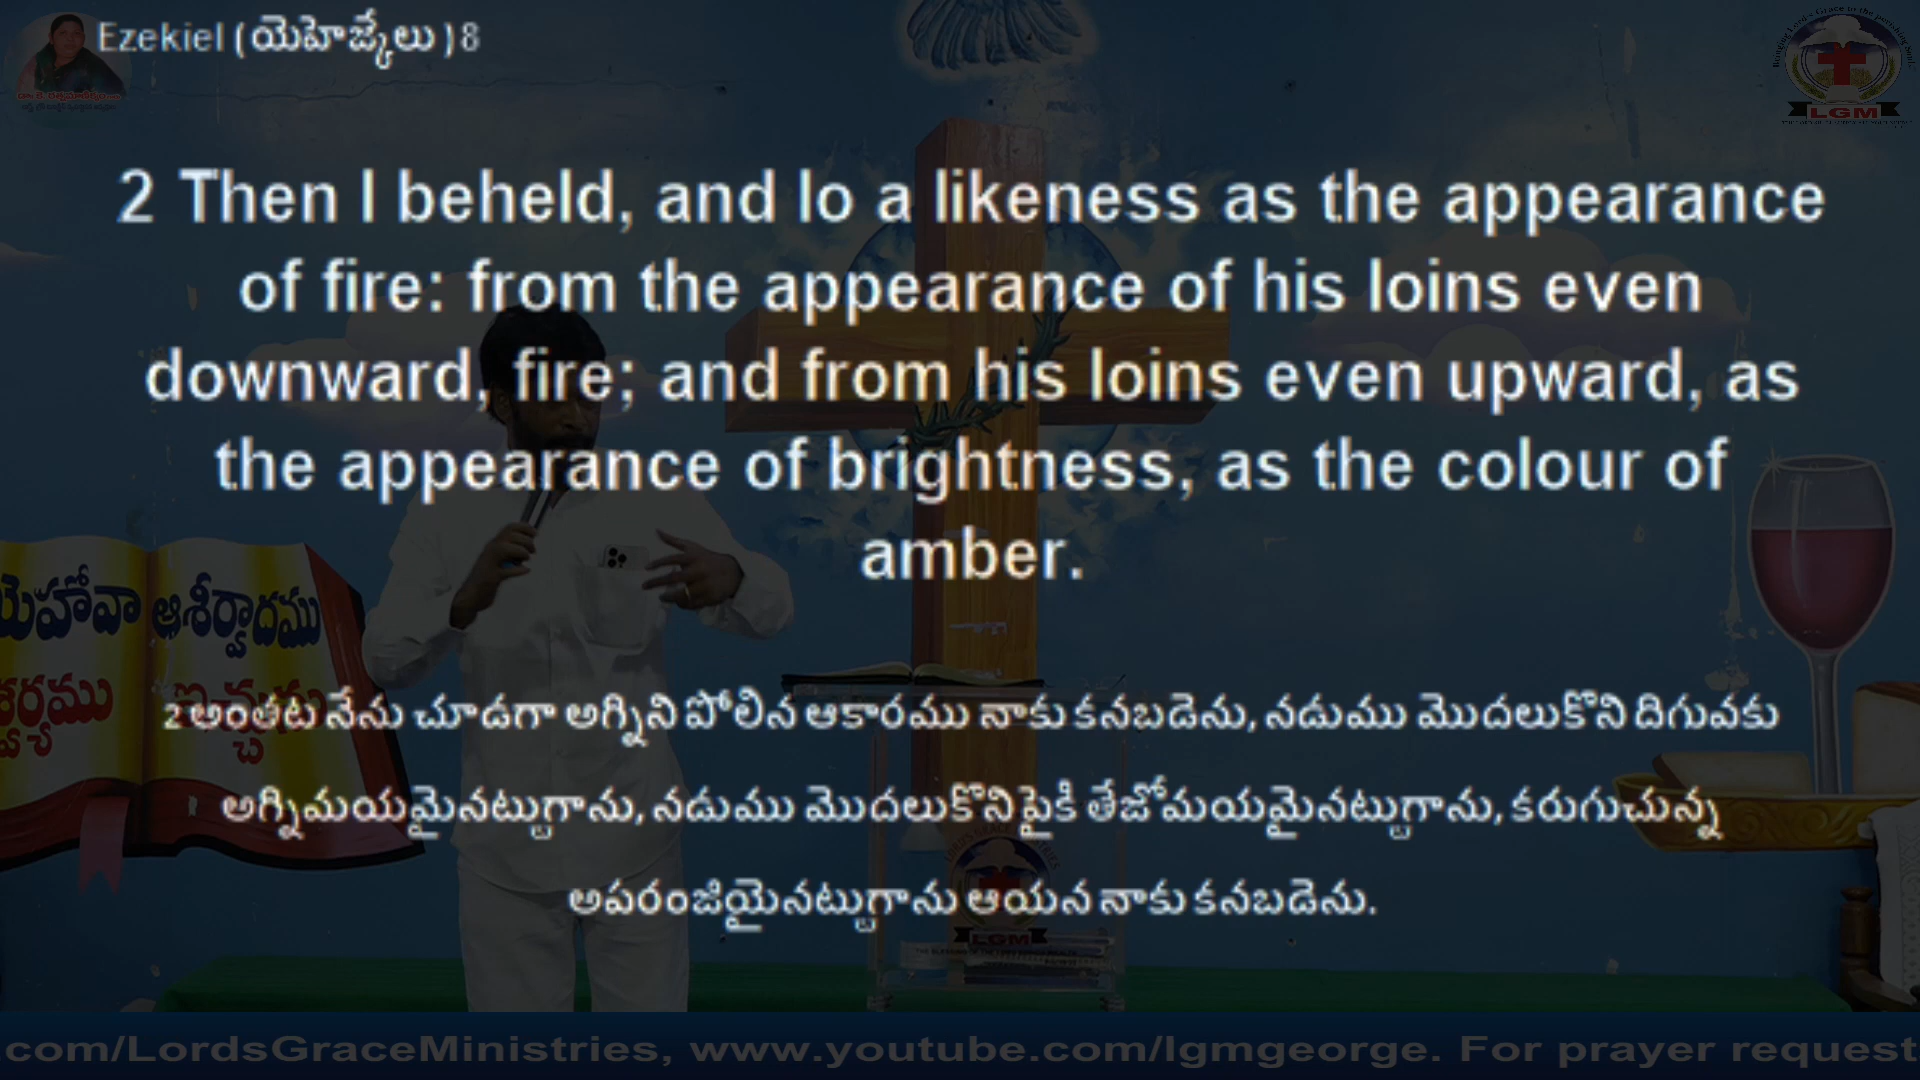 Ezekiel (యెహెజ్కేలు ) 8
LGM
2 Then I beheld, and lo a likeness as the appearance
of fire: from the appearance of his loins even
downward, fire; and from his loins even upward, as
the appearance of brightness, as the colour of
amber.
యెహోవా ఆశీర్వాదము
ఇచ్చును
2 అంతట నేను చూడగా అగ్నిని పోలిన ఆకారము నాకు కనబడెను, నడుము మొదలుకొని దిగువకు
అగ్నిమయమైనట్టుగాను, నడుము మొదలుకొని పైకి తేజోమయమైనట్టుగాను, కరుగుచున్న
అపరంజియైనట్టుగాను ఆయన నాకు కనబడెను.
LGM
.com/LordsGraceMinistries, www.youtube.com/lgmgeorge. For prayer request